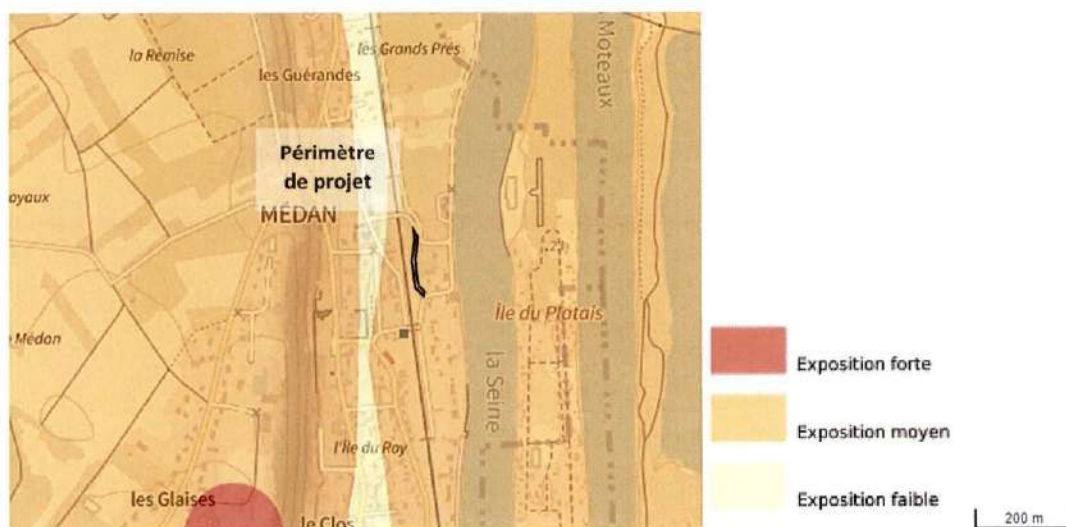 la Remise
les Grands Prés
les Guérandes
Moteaux
Périmètre
de projet
oyaux
MÉDAN
Île du Platais
Médan
la Seine
Exposition forte
Exposition moyen
l'Île du Roy
les Glaises
le Clos
Exposition faible
200 m